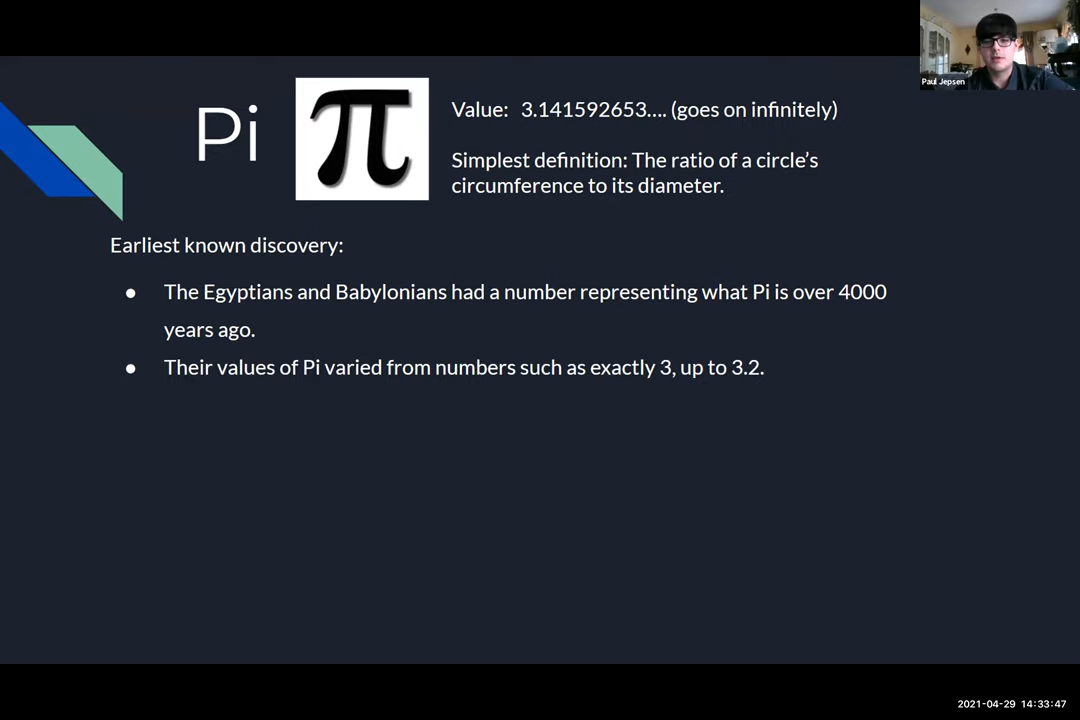 Paul Jepsen
Pi
π
Value: 3.141592653.... (goes on infinitely)
Simplest definition: The ratio of a circle’s
circumference to its diameter.
Earliest known discovery:
● The Egyptians and Babylonians had a number representing what Pi is over 4000
years ago.
● Their values of Pi varied from numbers such as exactly 3, up to 3.2.
2021-04-29 14:33:47